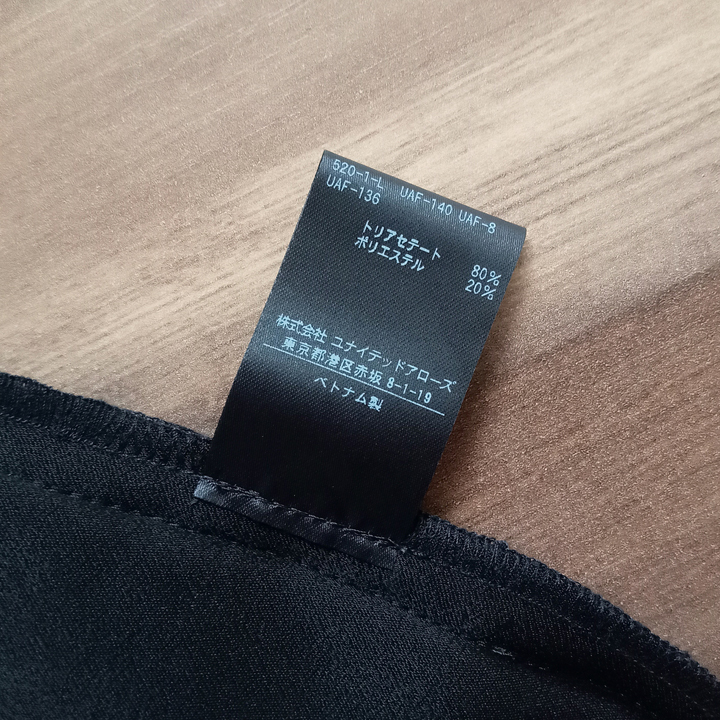 520-1-L UAF-140 UAF-8
UAF-136
トリアセテート 80%
ポリエステル 20%
株式会社 ユナイテッドアローズ
東京都港区赤坂 8-1-19
ベトナム製